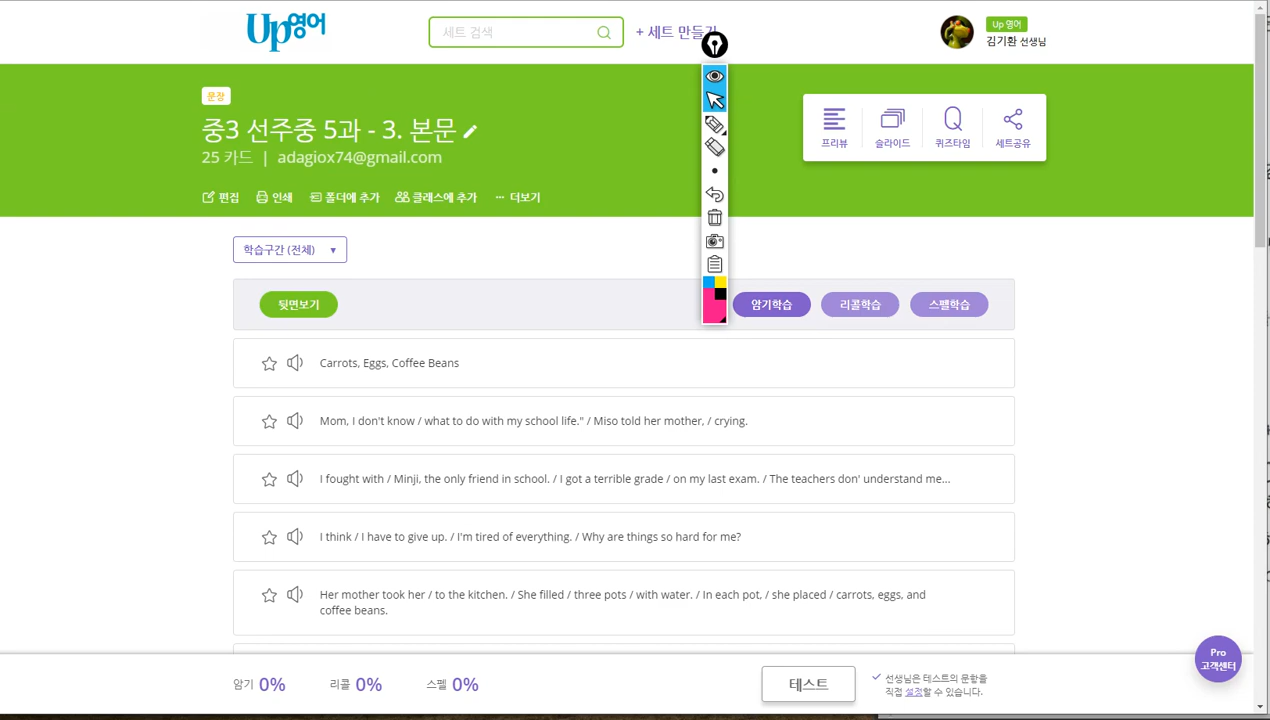 Up영어
세트 검색
+ 세트 만들기
Up 영어
김기환 선생님
문장
중3 선주중 5과 - 3. 본문
25 카드 | adagiox74@gmail.com
편집 인쇄 폴더에 추가 클래스에 추가 ··· 더보기
프리뷰 슬라이드 퀴즈타임 세트공유
학습구간 (전체) ▼
뒷면보기 암기학습 리콜학습 스펠학습
Carrots, Eggs, Coffee Beans
Mom, I don't know / what to do with my school life." / Miso told her mother, / crying.
I fought with / Minji, the only friend in school. / I got a terrible grade / on my last exam. / The teachers don' understand me...
I think / I have to give up. / I'm tired of everything. / Why are things so hard for me?
Her mother took her / to the kitchen. / She filled / three pots / with water. / In each pot, / she placed / carrots, eggs, and
coffee beans.
Pro
고객센터
암기 0% 리콜 0% 스펠 0%
테스트
선생님은 테스트의 문항을
직접 설정할 수 있습니다.